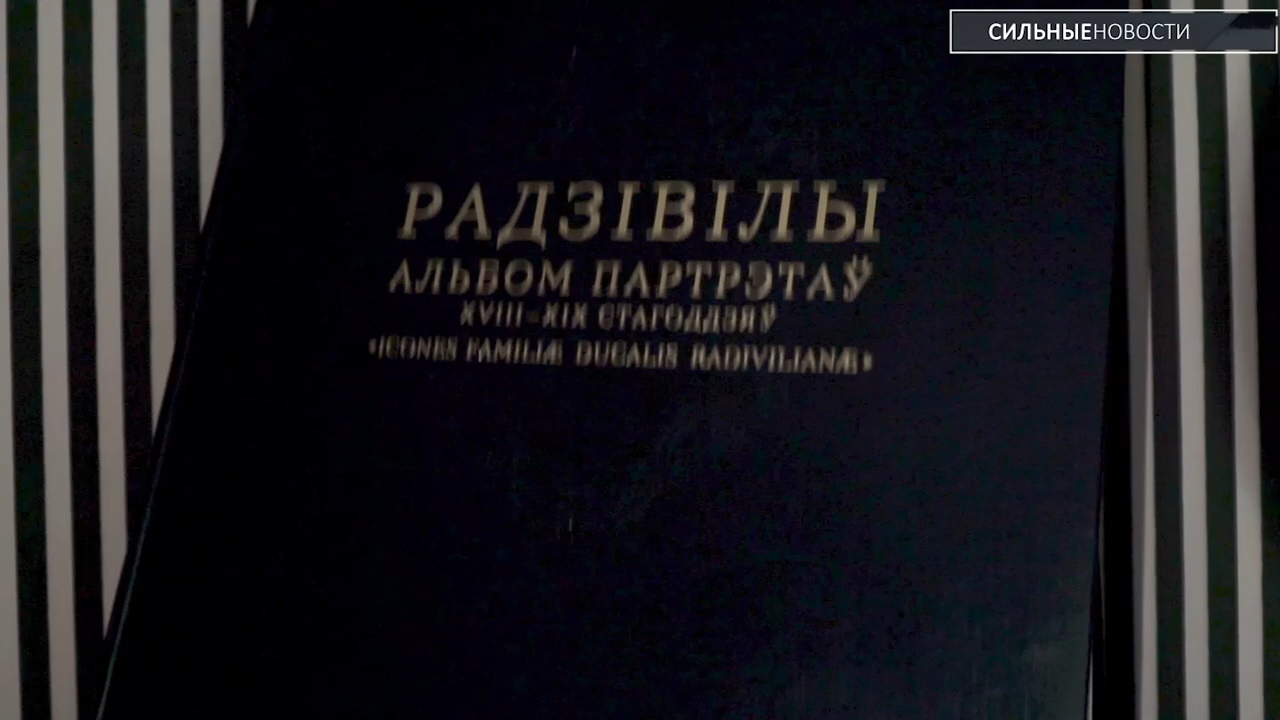 СИЛЬНЫЕНОВОСТИ
РАДЗІВІЛЫ
АЛЬБОМ ПАРТРЭТАЎ
XVIII–XIX СТАГОДДЗЯЎ
«ICONES FAMILIÆ DUCALIS RADIVILIANÆ»